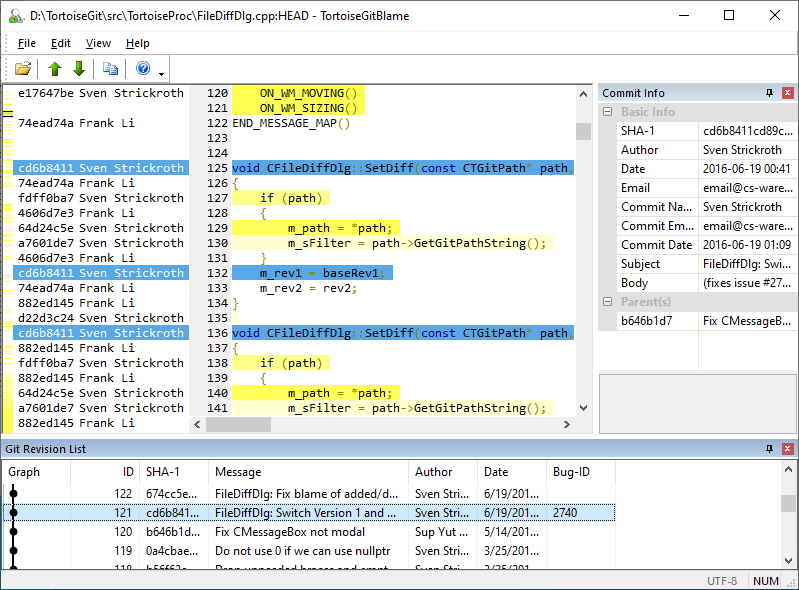 D:\TortoiseGit\src\TortoiseProc\FileDiffDlg.cpp:HEAD - TortoiseGitBlame
File Edit View Help
e17647be Sven Strickroth 120 ON_WM_MOVING()
121 ON_WM_SIZING()
74ead74a Frank Li 122 END_MESSAGE_MAP()
123
124
cd6b8411 Sven Strickroth 125 void CFileDiffDlg::SetDiff(const CTGitPath* path,
74ead74a Frank Li 126 {
fdff0ba7 Sven Strickroth 127 if (path)
4606d7e3 Frank Li 128 {
64d24c5e Sven Strickroth 129 m_path = *path;
a7601de7 Sven Strickroth 130 m_sFilter = path->GetGitPathString();
4606d7e3 Frank Li 131 }
cd6b8411 Sven Strickroth 132 m_rev1 = baseRev1;
74ead74a Frank Li 133 m_rev2 = rev2;
882ed145 Frank Li 134 }
d22d3c24 Sven Strickroth 135
cd6b8411 Sven Strickroth 136 void CFileDiffDlg::SetDiff(const CTGitPath* path,
882ed145 Frank Li 137 {
fdff0ba7 Sven Strickroth 138 if (path)
882ed145 Frank Li 139 {
64d24c5e Sven Strickroth 140 m_path = *path;
a7601de7 Sven Strickroth 141 m_sFilter = path->GetGitPathString();
882ed145 Frank Li
Commit Info
Basic Info
SHA-1 cd6b8411cd89c...
Author Sven Strickroth
Date 2016-06-19 00:41
Email email@cs-ware...
Commit Na... Sven Strickroth
Commit Em... email@cs-ware...
Commit Date 2016-06-19 01:09
Subject FileDiffDlg: Swi...
Body (fixes issue #27...
Parent(s)
b646b1d7 Fix CMessageB...
Git Revision List
Graph ID SHA-1 Message Author Date Bug-ID
122 674cc5e... FileDiffDlg: Fix blame of added/d... Sven Stri... 6/19/201...
121 cd6b841... FileDiffDlg: Switch Version 1 and ... Sven Stri... 6/19/201... 2740
120 b646b1d... Fix CMessageBox not modal Sup Yut ... 5/14/201...
119 0a4cbae... Do not use 0 if we can use nullptr Sven Stri... 3/25/201...
UTF-8 NUM